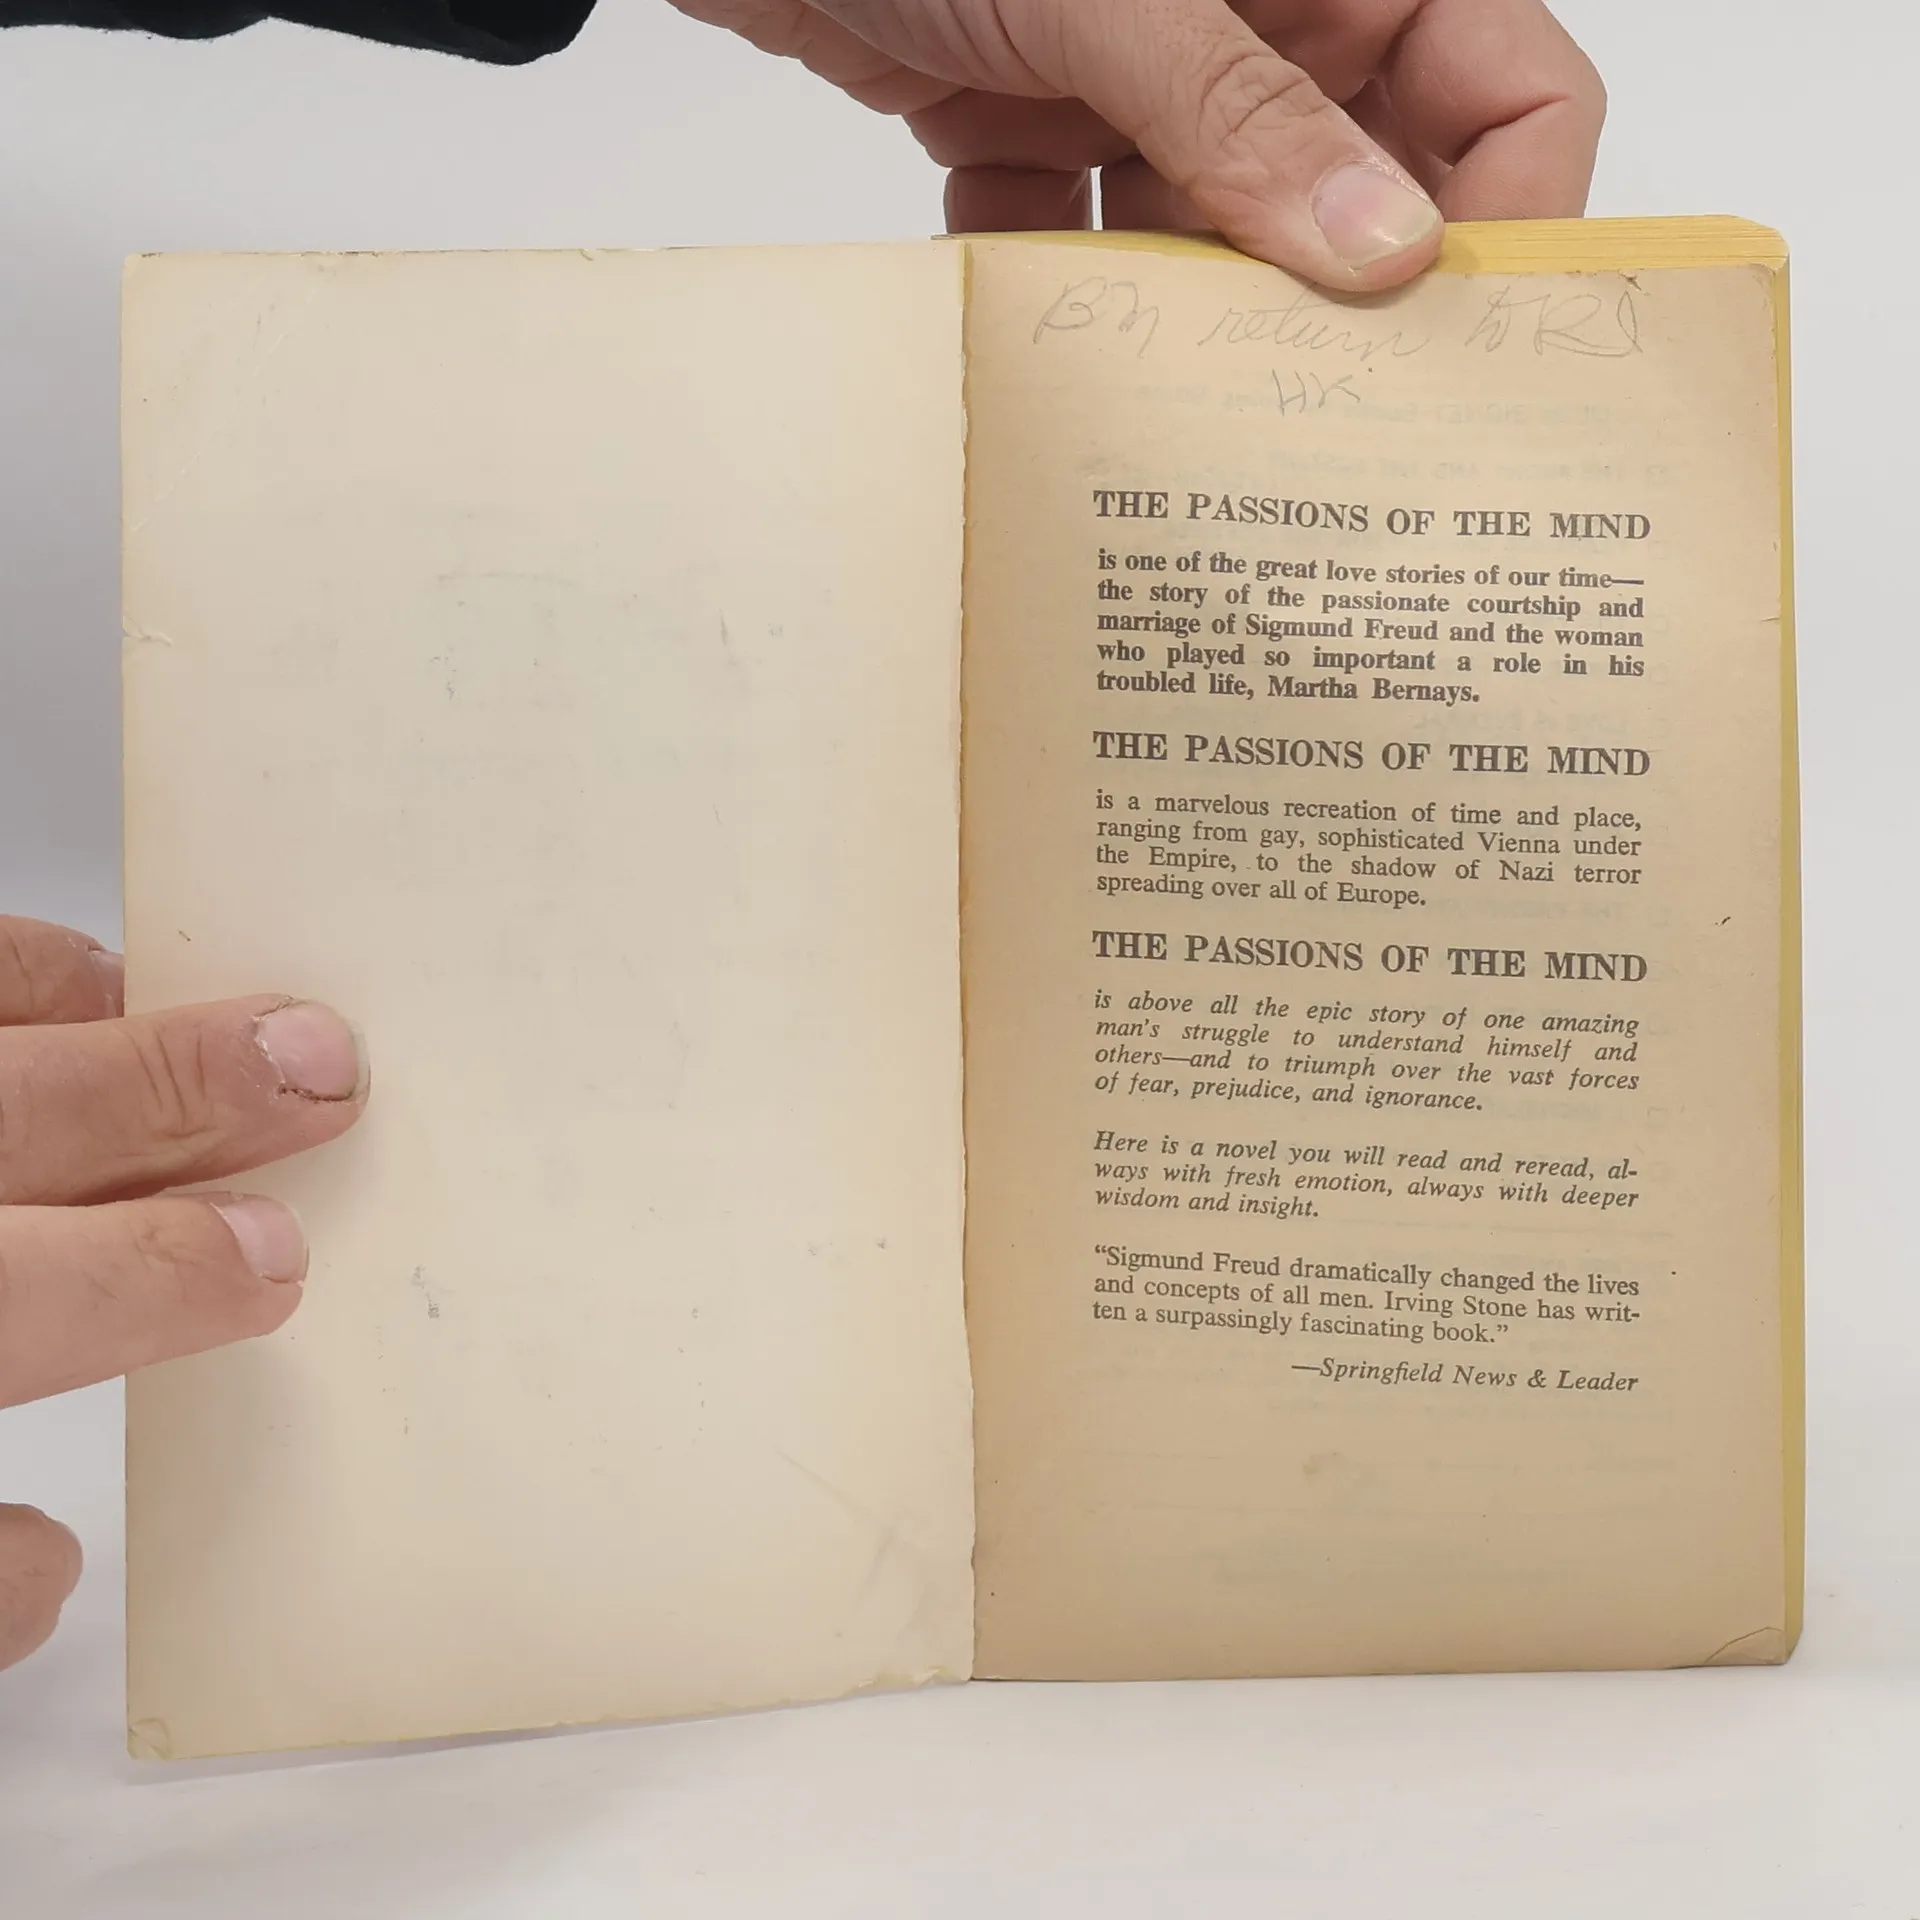 return to
HK
THE PASSIONS OF THE MIND
is one of the great love stories of our time—
the story of the passionate courtship and
marriage of Sigmund Freud and the woman
who played so important a role in his
troubled life, Martha Bernays.
THE PASSIONS OF THE MIND
is a marvelous recreation of time and place,
ranging from gay, sophisticated Vienna under
the Empire, to the shadow of Nazi terror
spreading over all of Europe.
THE PASSIONS OF THE MIND
is above all the epic story of one amazing
man's struggle to understand himself and
others—and to triumph over the vast forces
of fear, prejudice, and ignorance.
Here is a novel you will read and reread, al-
ways with fresh emotion, always with deeper
wisdom and insight.
“Sigmund Freud dramatically changed the lives
and concepts of all men. Irving Stone has writ-
ten a surpassingly fascinating book.”
—Springfield News & Leader